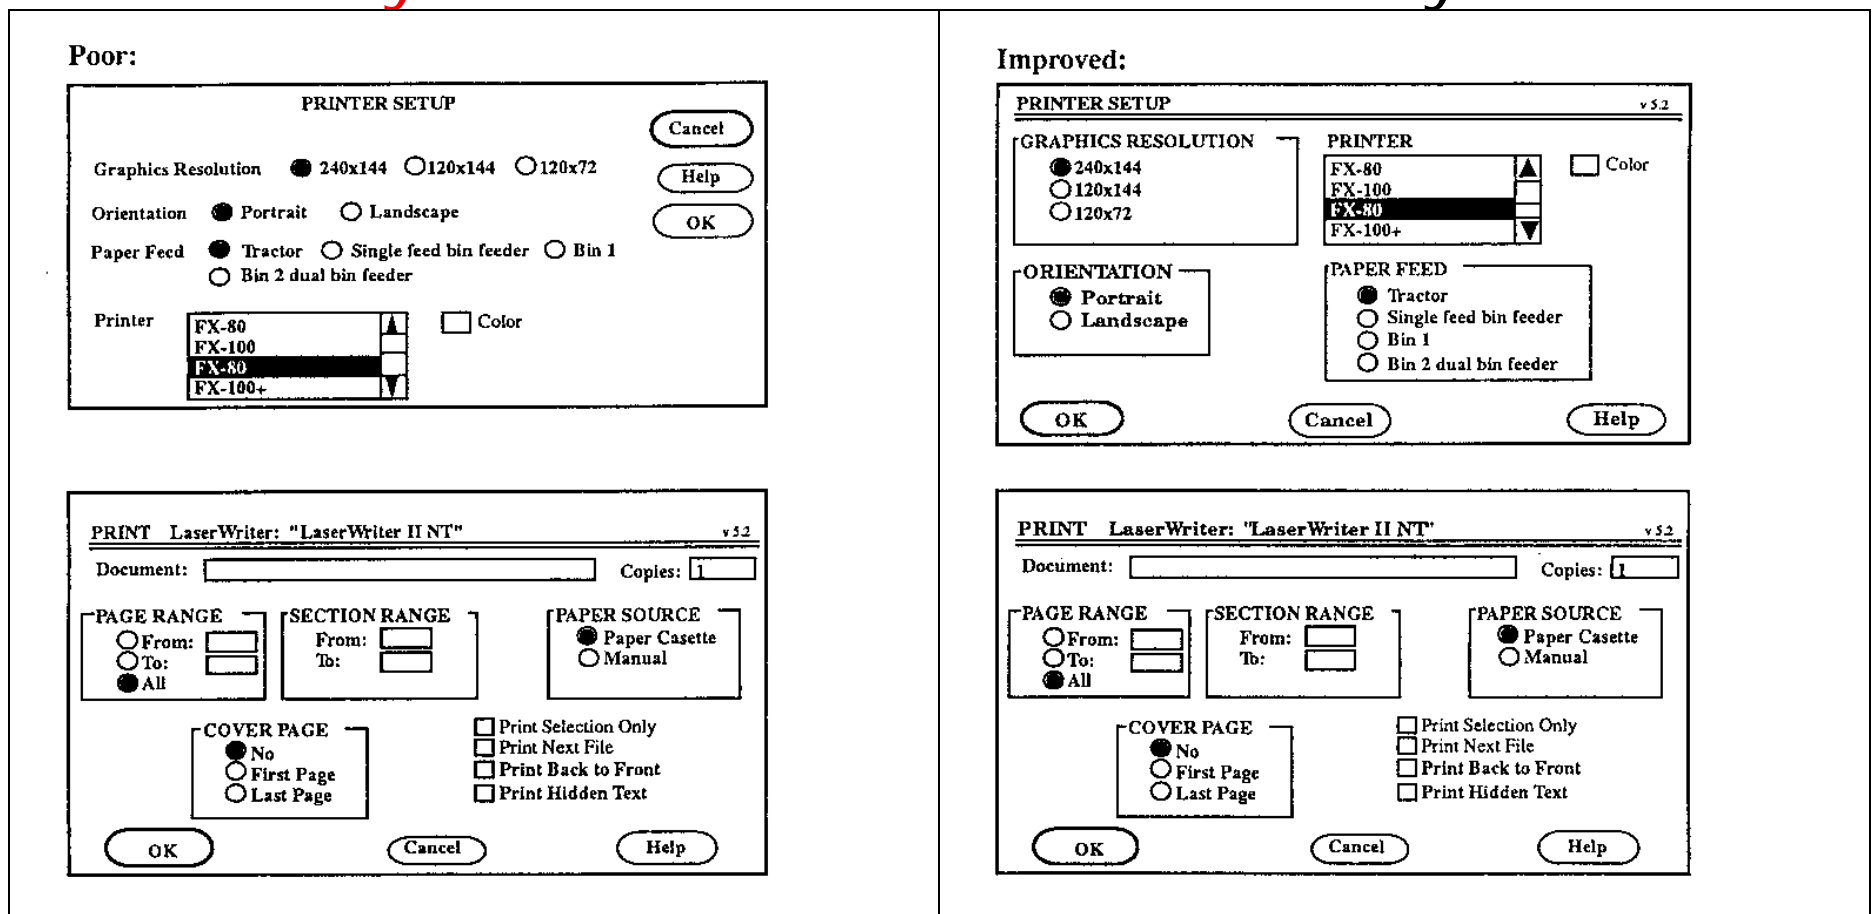 Poor:
PRINTER SETUP
Cancel
Graphics Resolution 240x144 120x144 120x72
Help
Orientation Portrait Landscape
OK
Paper Feed Tractor Single feed bin feeder Bin 1
Bin 2 dual bin feeder
Printer FX-80 Color
FX-100
FX-80
FX-100+
PRINT LaserWriter: "LaserWriter II NT" v 5.2
Document: Copies: 1
PAGE RANGE SECTION RANGE PAPER SOURCE
From: From: Paper Casette
To: To: Manual
All
COVER PAGE Print Selection Only
No Print Next File
First Page Print Back to Front
Last Page Print Hidden Text
OK Cancel Help
Improved:
PRINTER SETUP v 5.2
GRAPHICS RESOLUTION PRINTER
240x144 FX-80 Color
120x144 FX-100
120x72 FX-80
FX-100+
ORIENTATION PAPER FEED
Portrait Tractor
Landscape Single feed bin feeder
Bin 1
Bin 2 dual bin feeder
OK Cancel Help
PRINT LaserWriter: "LaserWriter II NT" v 5.2
Document: Copies: 1
PAGE RANGE SECTION RANGE PAPER SOURCE
From: From: Paper Casette
To: To: Manual
All
COVER PAGE Print Selection Only
No Print Next File
First Page Print Back to Front
Last Page Print Hidden Text
OK Cancel Help